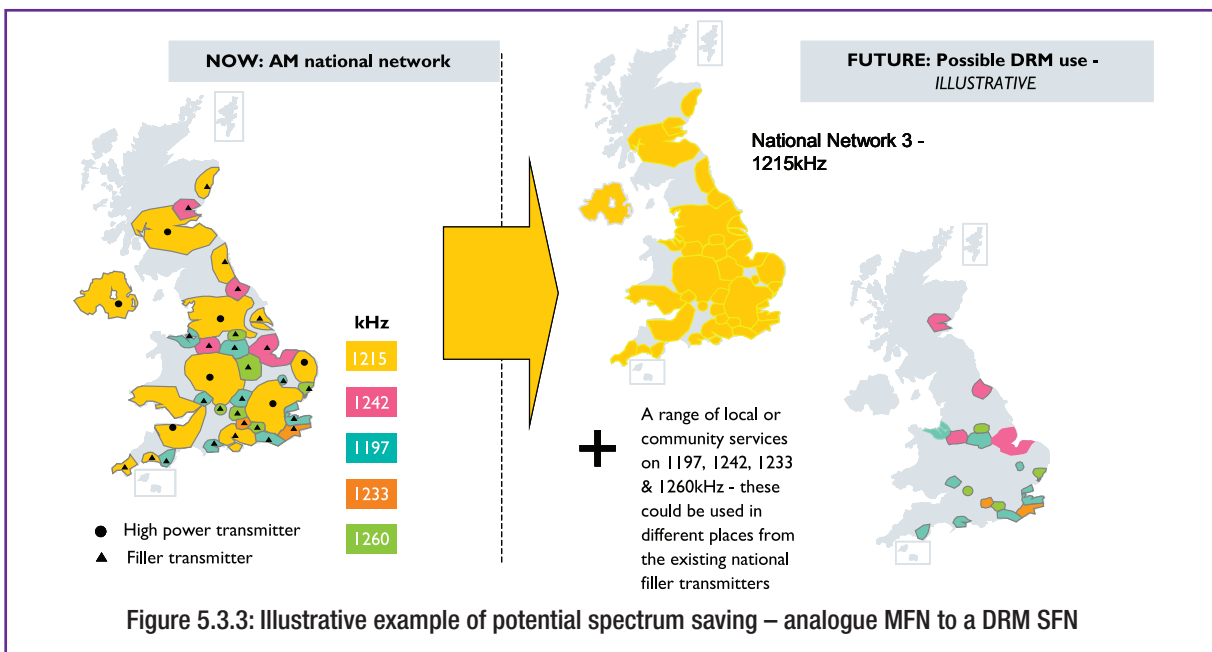 NOW: AM national network
FUTURE: Possible DRM use -
ILLUSTRATIVE
National Network 3 -
1215kHz
kHz
1215
1242
1197
1233
1260
High power transmitter
Filler transmitter
A range of local or
community services
on 1197, 1242, 1233
& 1260kHz - these
could be used in
different places from
the existing national
filler transmitters
Figure 5.3.3: Illustrative example of potential spectrum saving – analogue MFN to a DRM SFN